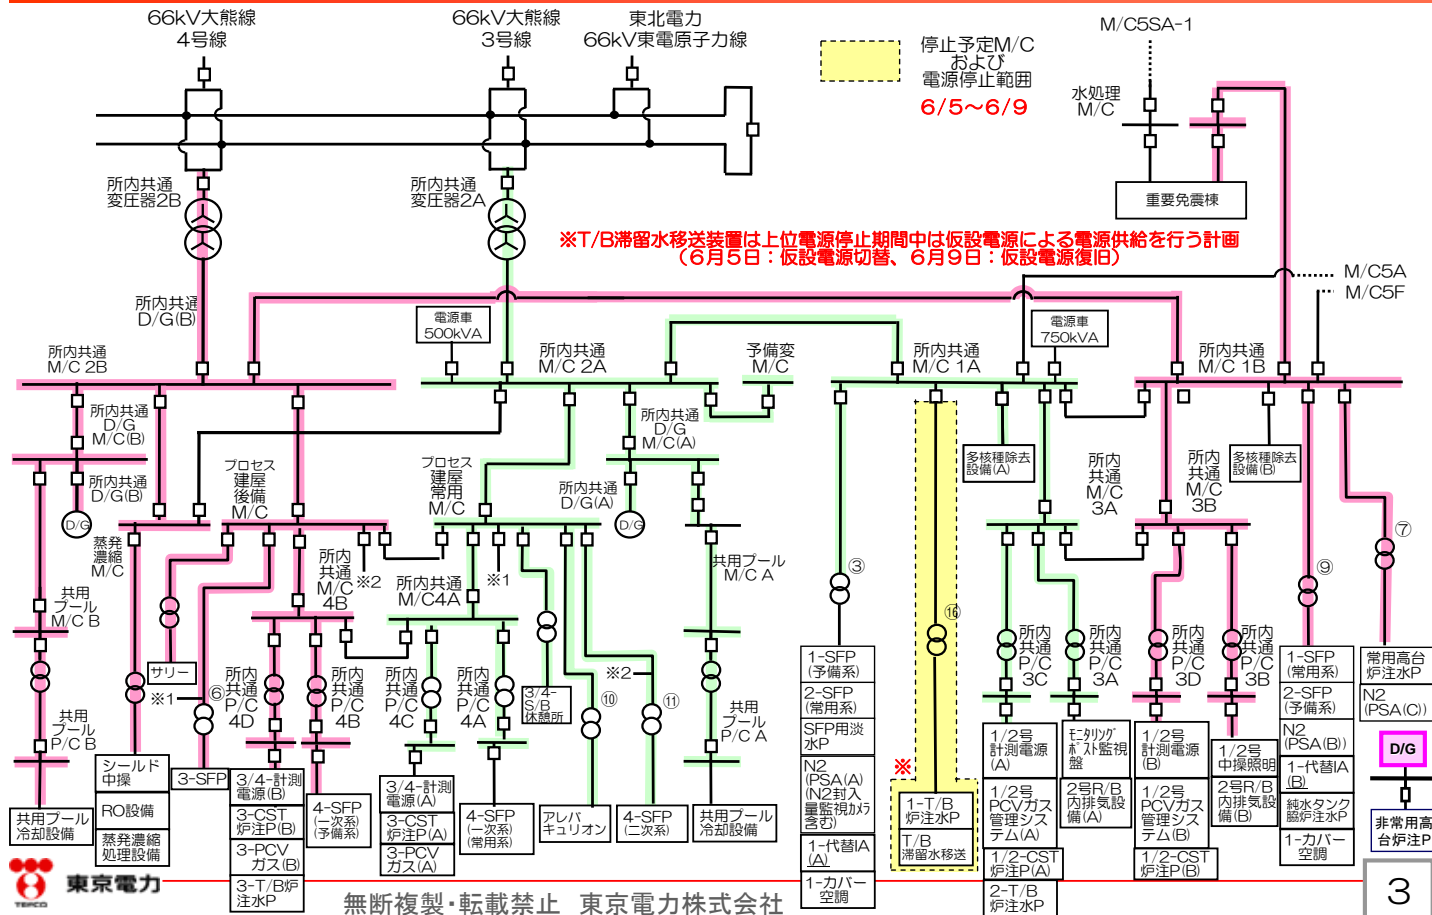 66kV大熊線
4号線
66kV大熊線
3号線
東北電力
66kV東電原子力線
停止予定M/C
および
電源停止範囲
6/5～6/9
M/C5SA-1
水処理
M/C
重要免震棟
所内共通
変圧器2B
所内共通
変圧器2A
※T/B滞留水移送装置は上位電源停止期間中は仮設電源による電源供給を行う計画
（6月5日：仮設電源切替、6月9日：仮設電源復旧）
M/C5A
M/C5F
所内共通
D/G(B)
電源車
500kVA
電源車
750kVA
所内共通
M/C 2B
所内共通
M/C 2A
予備変
M/C
所内共通
M/C 1A
所内共通
M/C 1B
所内共通
D/G
M/C(B)
所内共通
D/G
M/C(A)
所内共通
D/G(B)
D/G
プロセス
建屋
後備
M/C
プロセス
建屋
常用
M/C
所内共通
D/G(A)
D/G
多核種除去
設備(A)
所内
共通
M/C
3A
所内
共通
M/C
3B
多核種除去
設備(B)
蒸発
濃縮
M/C
所内
共通
M/C
4B
※2
所内共通
M/C4A
※1
共用プール
M/C A
③
⑯
⑨
⑦
共用
プール
M/C B
サリー
※1
⑥
所内
共通
P/C
4D
所内
共通
P/C
4B
所内
共通
P/C
4C
所内
共通
P/C
4A
3/4-
S/B
休憩所
⑩
※2
⑪
共用
プール
P/C A
所内
共通
P/C
3C
所内
共通
P/C
3A
所内
共通
P/C
3D
所内
共通
P/C
3B
共用
プール
P/C B
共用プール
冷却設備
シールド
中操
RO設備
蒸発濃縮
処理設備
3-SFP
3/4-計測
電源(B)
3-CST
炉注P(B)
3-PCV
ガス(B)
3-T/B炉
注水P
4-SFP
(一次系)
(予備系)
3/4-計測
電源(A)
3-CST
炉注P(A)
3-PCV
ガス(A)
4-SFP
(一次系)
(常用系)
アレバ
キュリオン
4-SFP
(二次系)
共用プール
冷却設備
1-SFP
(予備系)
2-SFP
(常用系)
SFP用淡
水P
N2
(PSA(A)
(N2封入
量監視カメラ
含む)
1-代替IA
(A)
1-カバー
空調
※
1-T/B
炉注水P
T/B
滞留水移送
1/2号
計測電源
(A)
1/2号
PCVガス
管理シス
テム(A)
1/2-CST
炉注P(A)
2-T/B
炉注水P
モニタリング
ポスト監視
盤
2号R/B
内排気設
備(A)
1/2号
計測電源
(B)
1/2号
PCVガス
管理シス
テム(B)
1/2-CST
炉注P(B)
1/2号
中操照明
2号R/B
内排気設
備(B)
1-SFP
(常用系)
2-SFP
(予備系)
N2
(PSA(B))
1-代替IA
(B)
純水タンク
脇炉注水P
1-カバー
空調
常用高台
炉注水P
N2
(PSA(C))
D/G
非常用高
台炉注P
TEPCO
東京電力
無断複製・転載禁止　東京電力株式会社
3